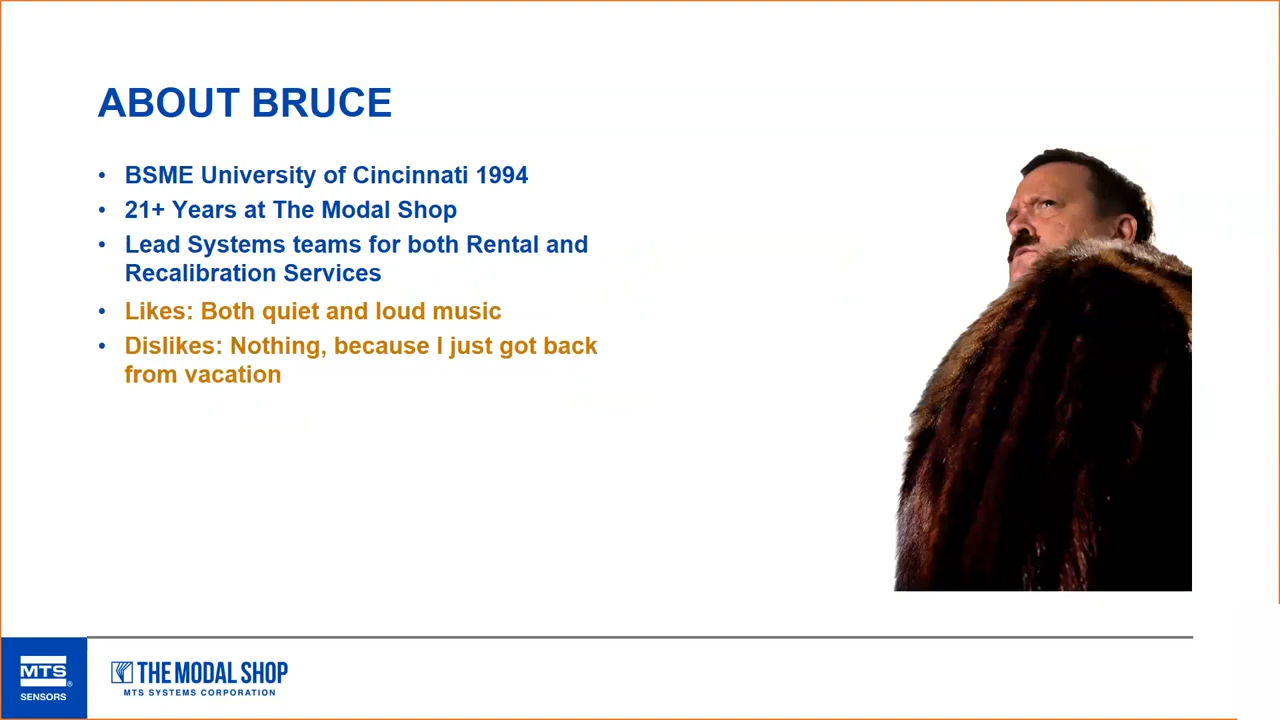 ABOUT BRUCE
• BSME University of Cincinnati 1994
• 21+ Years at The Modal Shop
• Lead Systems teams for both Rental and
Recalibration Services
• Likes: Both quiet and loud music
• Dislikes: Nothing, because I just got back
from vacation
MTS®
SENSORS
THE MODAL SHOP
MTS SYSTEMS CORPORATION